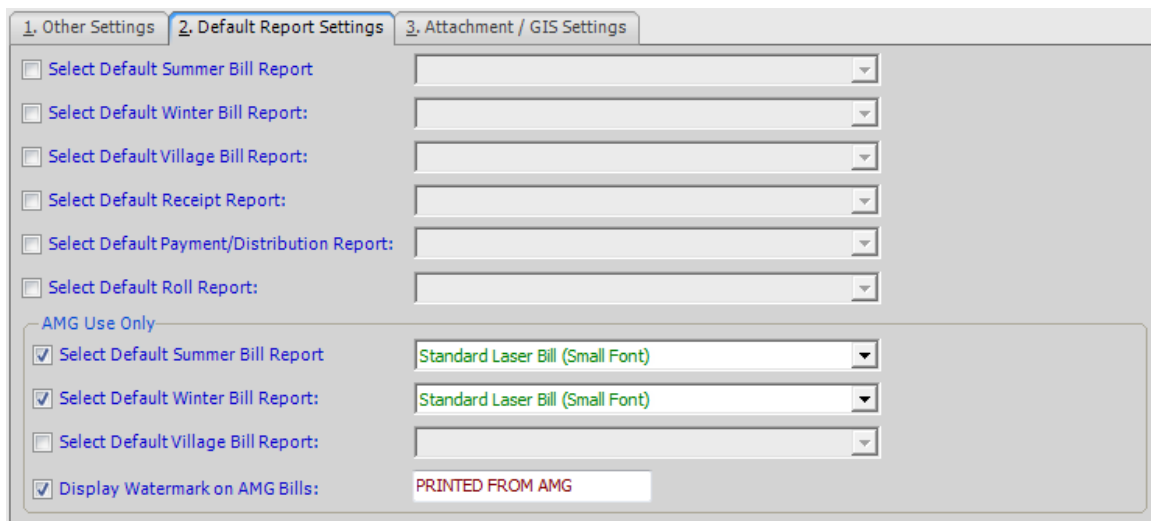 1. Other Settings 2. Default Report Settings 3. Attachment / GIS Settings
Select Default Summer Bill Report
Select Default Winter Bill Report:
Select Default Village Bill Report:
Select Default Receipt Report:
Select Default Payment/Distribution Report:
Select Default Roll Report:
AMG Use Only
Select Default Summer Bill Report Standard Laser Bill (Small Font)
Select Default Winter Bill Report: Standard Laser Bill (Small Font)
Select Default Village Bill Report:
Display Watermark on AMG Bills: PRINTED FROM AMG